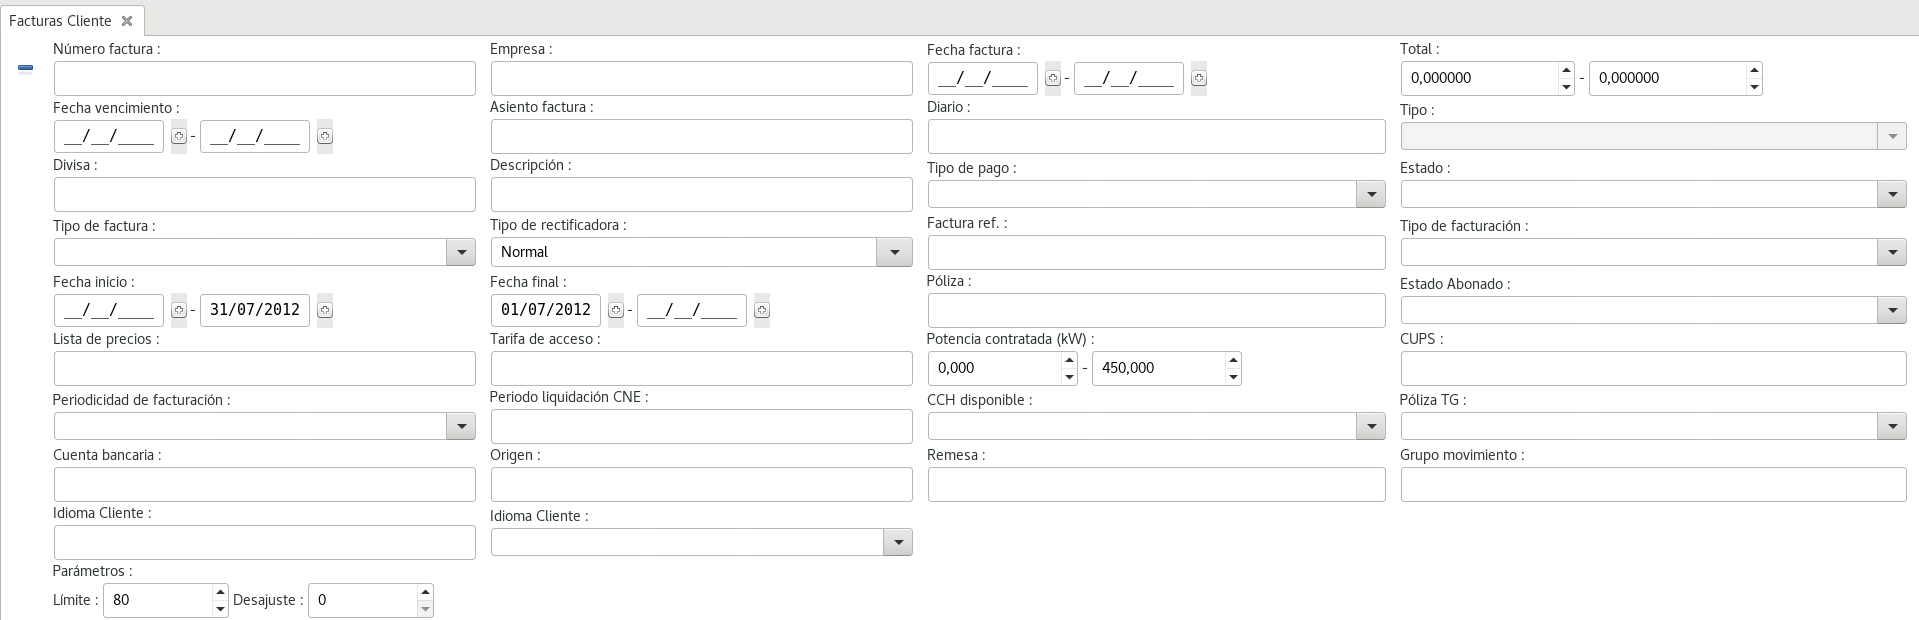 Facturas Cliente
Número factura : Empresa : Fecha factura : Total :
__/__/____ - __/__/____ 0,000000 - 0,000000
Fecha vencimiento : Asiento factura : Diario : Tipo :
__/__/____ - __/__/____
Divisa : Descripción : Tipo de pago : Estado :
Tipo de factura : Tipo de rectificadora : Factura ref. : Tipo de facturación :
Normal
Fecha inicio : Fecha final : Póliza : Estado Abonado :
__/__/____ - 31/07/2012 01/07/2012 - __/__/____
Lista de precios : Tarifa de acceso : Potencia contratada (kW) : CUPS :
0,000 - 450,000
Periodicidad de facturación : Periodo liquidación CNE : CCH disponible : Póliza TG :
Cuenta bancaria : Origen : Remesa : Grupo movimiento :
Idioma Cliente : Idioma Cliente :
Parámetros :
Límite : 80 Desajuste : 0